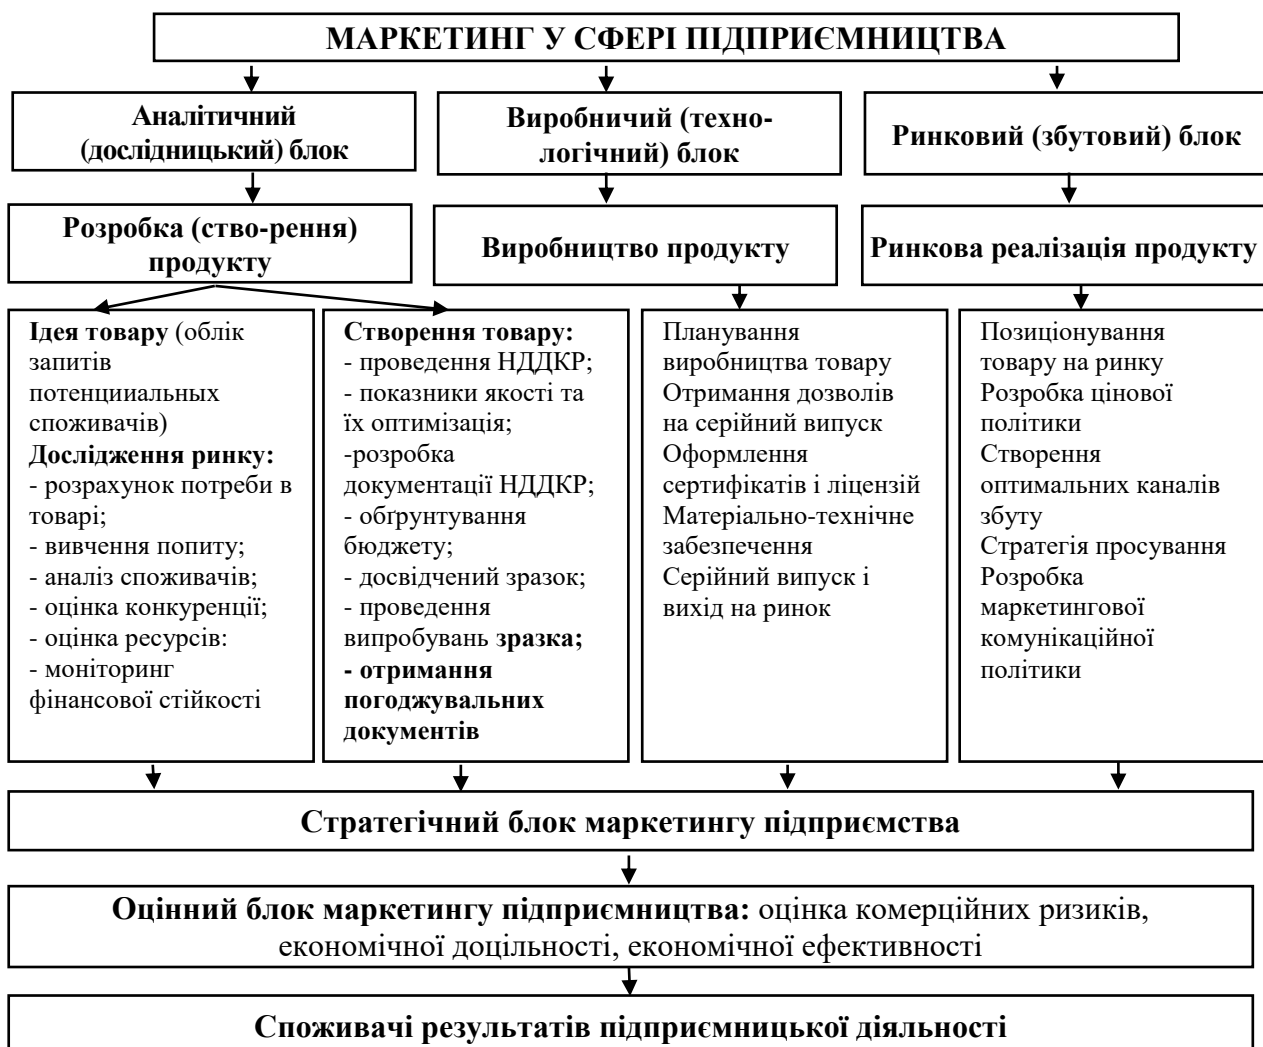 МАРКЕТИНГ У СФЕРІ ПІДПРИЄМНИЦТВА
Аналітичний
(дослідницький) блок
Виробничий (техно-
логічний) блок
Ринковий (збутовий) блок
Розробка (ство-рення)
продукту
Виробництво продукту
Ринкова реалізація продукту
Ідея товару (облік
запитів
потенцииальных
споживачів)
Дослідження ринку:
- розрахунок потреби в
товарі;
- вивчення попиту;
- аналіз споживачів;
- оцінка конкуренції;
- оцінка ресурсів:
- моніторинг
фінансової стійкості
Створення товару:
- проведення НДДКР;
- показники якості та
їх оптимізація;
-розробка
документації НДДКР;
- обґрунтування
бюджету;
- досвідчений зразок;
- проведення
випробувань зразка;
- отримання
погоджувальних
документів
Планування
виробництва товару
Отримання дозволів
на серійний випуск
Оформлення
сертифікатів і ліцензій
Матеріально-технічне
забезпечення
Серійний випуск і
вихід на ринок
Позиціонування
товару на ринку
Розробка цінової
політики
Створення
оптимальних каналів
збуту
Стратегія просування
Розробка
маркетингової
комунікаційної
політики
Стратегічний блок маркетингу підприємства
Оцінний блок маркетингу підприємництва: оцінка комерційних ризиків,
економічної доцільності, економічної ефективності
Споживачі результатів підприємницької діяльності